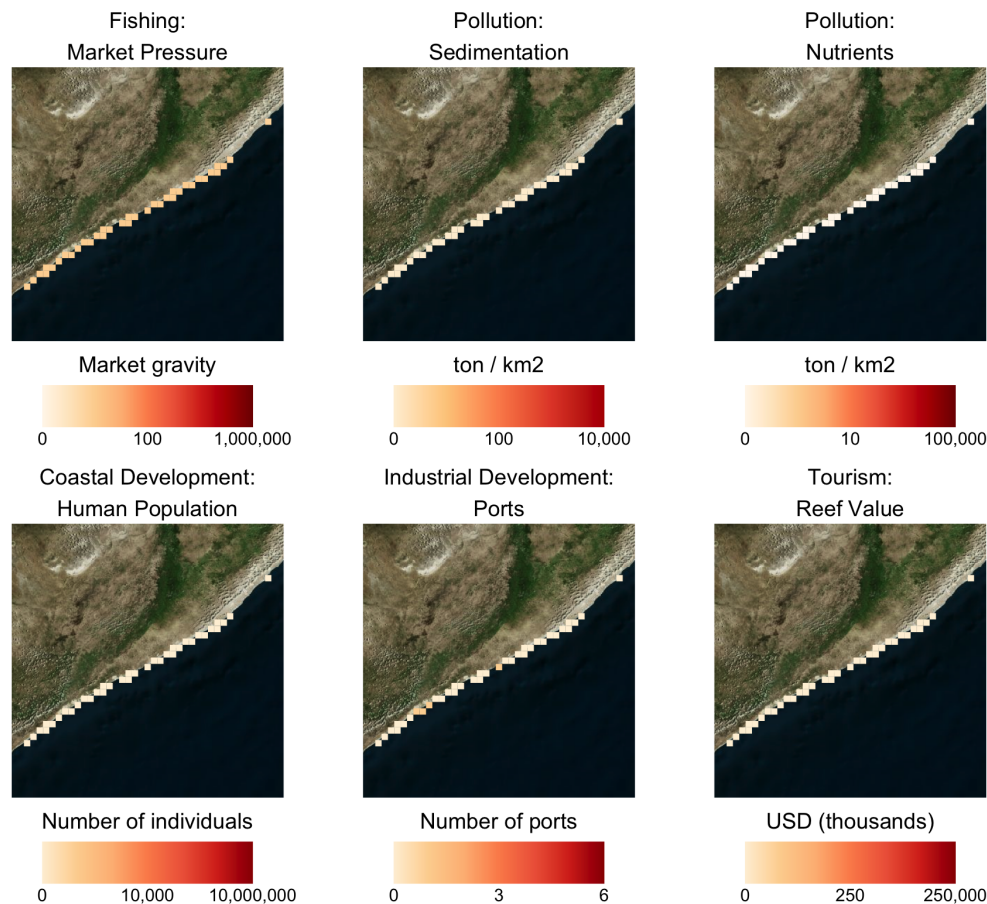 Fishing:
Market Pressure
Pollution:
Sedimentation
Pollution:
Nutrients
Market gravity
0 100 1,000,000
ton / km2
0 100 10,000
ton / km2
0 10 100,000
Coastal Development:
Human Population
Industrial Development:
Ports
Tourism:
Reef Value
Number of individuals
0 10,000 10,000,000
Number of ports
0 3 6
USD (thousands)
0 250 250,000